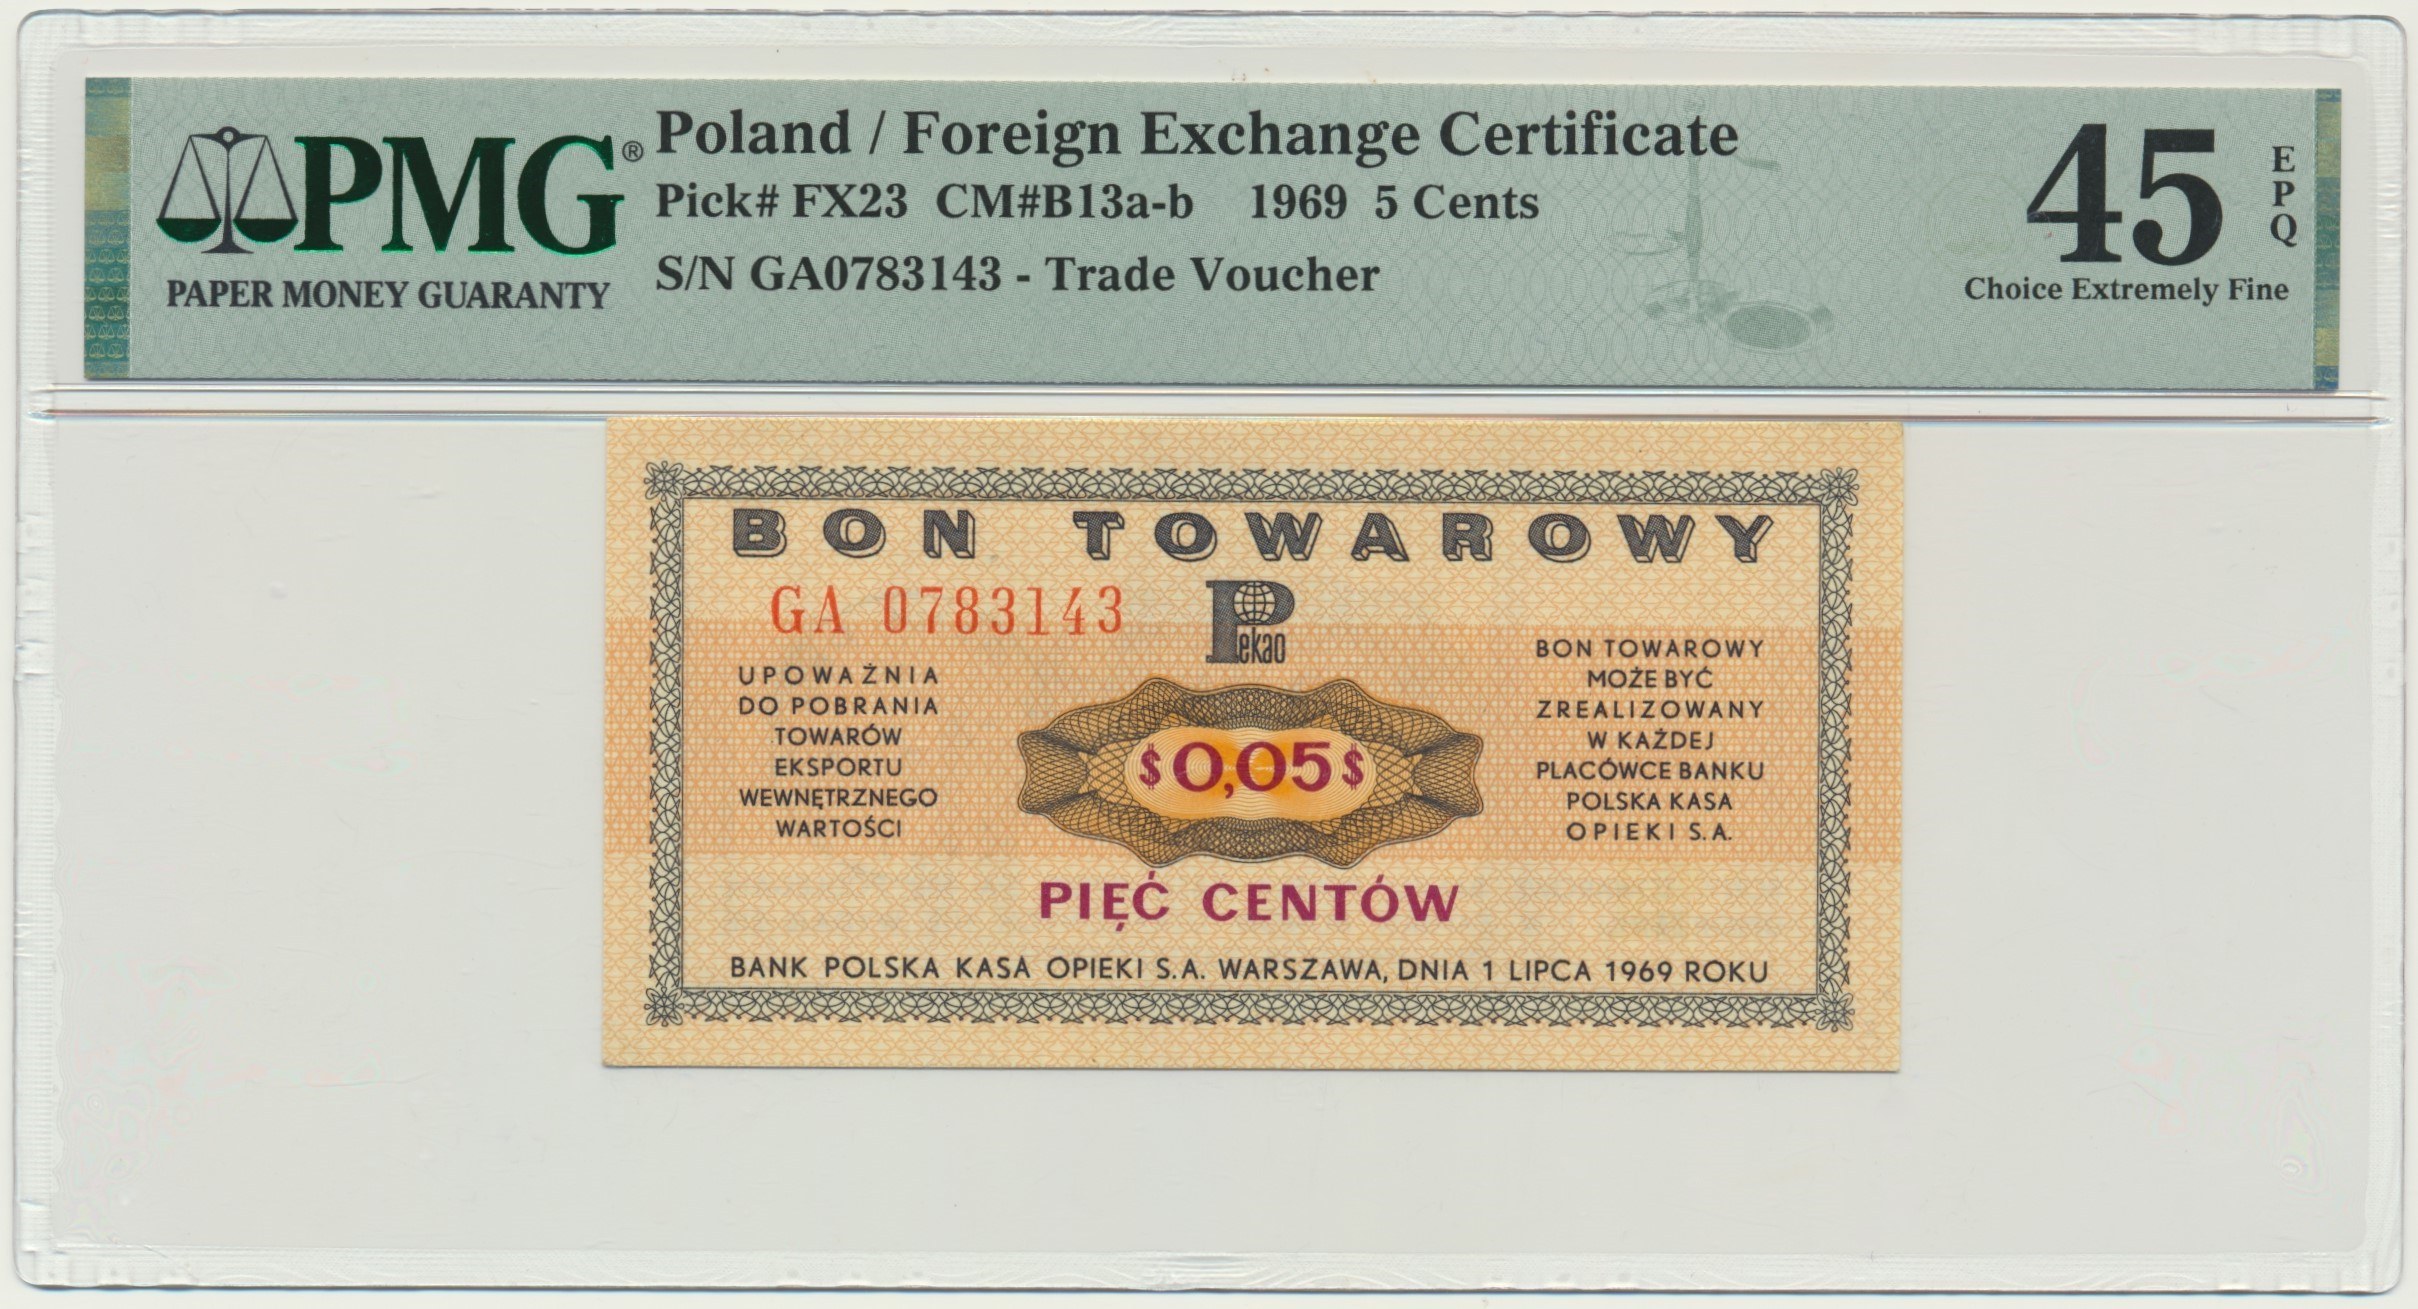 PMG®
PAPER MONEY GUARANTY
Poland / Foreign Exchange Certificate
Pick# FX23 CM#B13a-b 1969 5 Cents
S/N GA0783143 - Trade Voucher
45
EPQ
Choice Extremely Fine
BON TOWAROWY
GA 0783143
Pekao
UPOWAŻNIA
DO POBRANIA
TOWARÓW
EKSPORTU
WEWNĘTRZNEGO
WARTOŚCI
$0,05$
BON TOWAROWY
MOŻE BYĆ
ZREALIZOWANY
W KAŻDEJ
PLACÓWCE BANKU
POLSKA KASA
OPIEKI S.A.
PIĘĆ CENTÓW
BANK POLSKA KASA OPIEKI S.A. WARSZAWA, DNIA 1 LIPCA 1969 ROKU